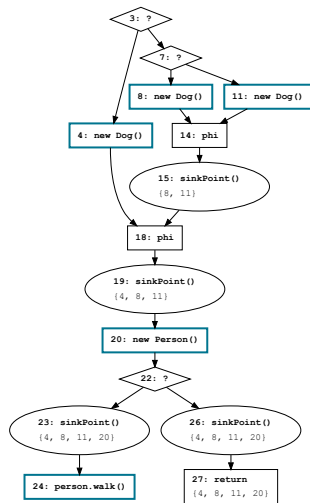 3: ?
7: ?
8: new Dog()
11: new Dog()
4: new Dog()
14: phi
15: sinkPoint()
{8, 11}
18: phi
19: sinkPoint()
{4, 8, 11}
20: new Person()
22: ?
23: sinkPoint()
{4, 8, 11, 20}
26: sinkPoint()
{4, 8, 11, 20}
24: person.walk()
27: return
{4, 8, 11, 20}